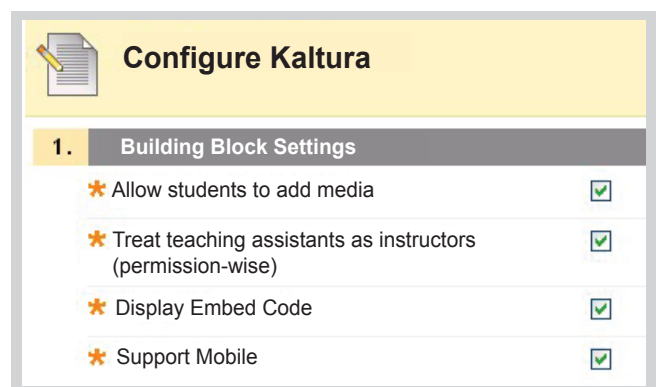 Configure Kaltura
1. Building Block Settings
* Allow students to add media
* Treat teaching assistants as instructors
(permission-wise)
* Display Embed Code
* Support Mobile